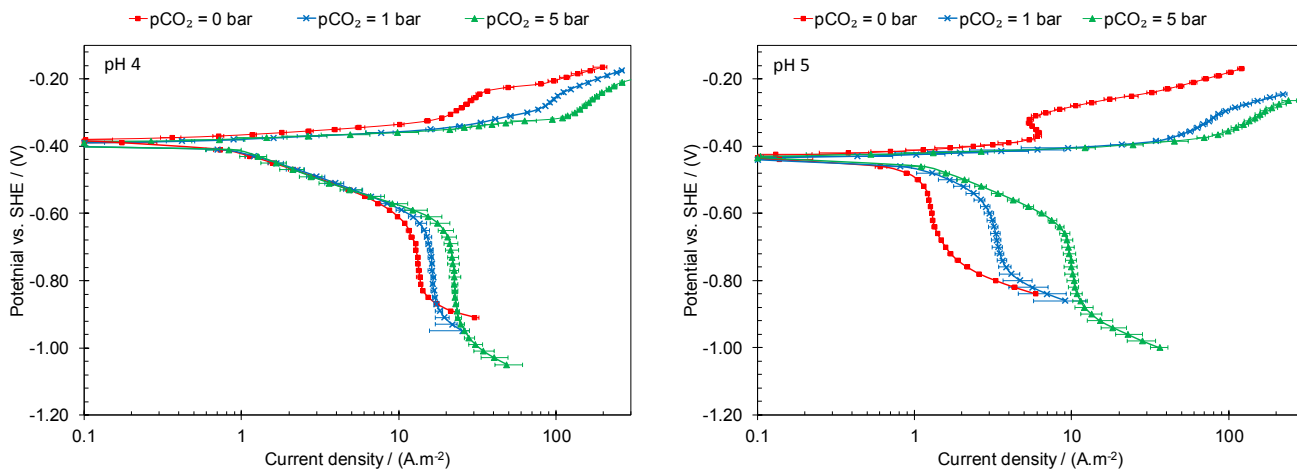 pCO₂ = 0 bar pCO₂ = 1 bar pCO₂ = 5 bar
pH 4
-0.20
-0.40
-0.60
-0.80
-1.00
-1.20
0.1 1 10 100
Potenial vs. SHE / (V)
Current density / (A.m⁻²)
pCO₂ = 0 bar pCO₂ = 1 bar pCO₂ = 5 bar
pH 5
-0.20
-0.40
-0.60
-0.80
-1.00
-1.20
0.1 1 10 100
Potential vs. SHE / (V)
Current density / (A.m⁻²)